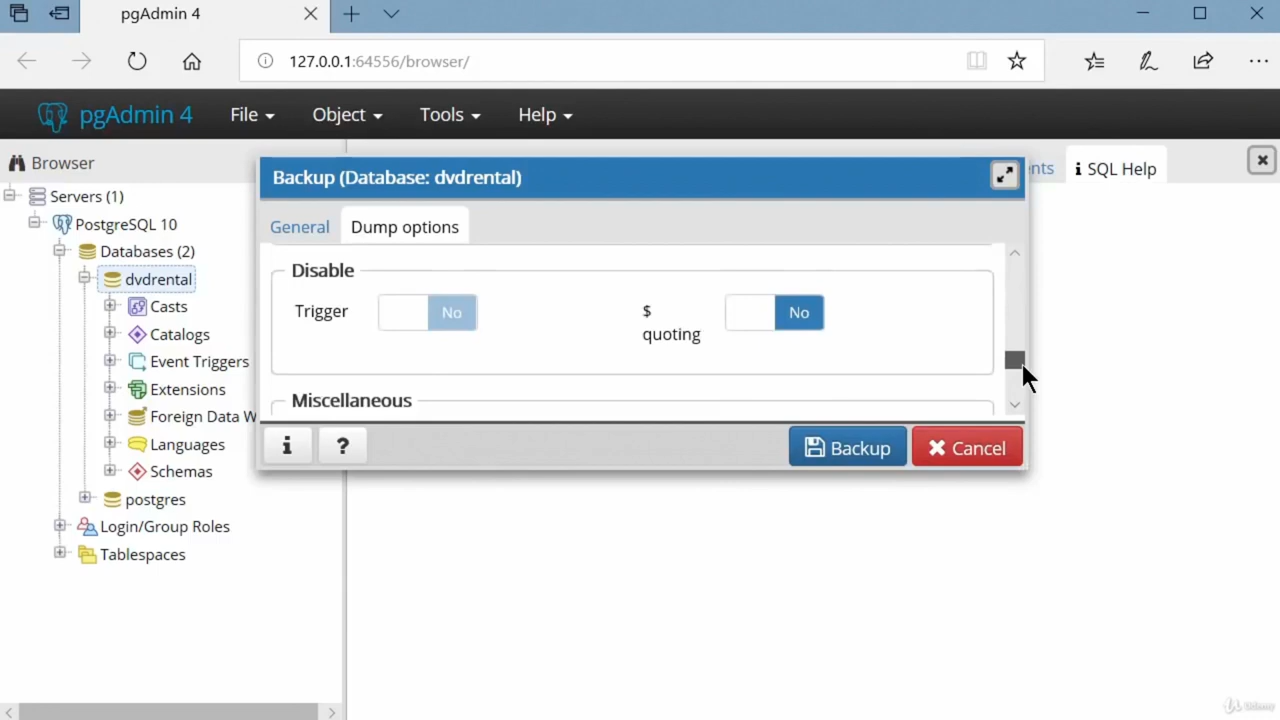 pgAdmin 4
127.0.0.1:64556/browser/
pgAdmin 4 File Object Tools Help
Browser
nts
SQL Help
Servers (1)
PostgreSQL 10
Databases (2)
dvdrental
Casts
Catalogs
Event Triggers
Extensions
Foreign Data W
Languages
Schemas
postgres
Login/Group Roles
Tablespaces
Backup (Database: dvdrental)
General Dump options
Disable
Trigger No
$ quoting No
Miscellaneous
i ? Backup Cancel
Udemy